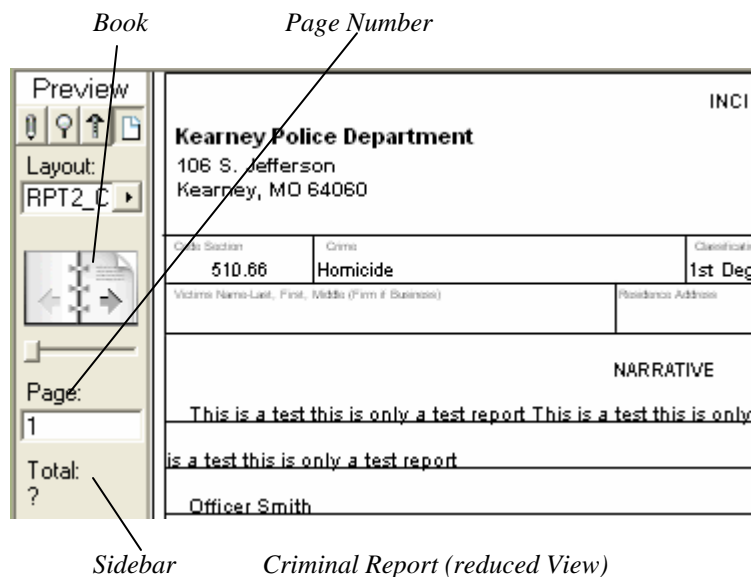 Book Page Number
Preview
Layout:
RPT2_C
Page:
1
Total:
?
INCI
Kearney Police Department
106 S. Jefferson
Kearney, MO 64060
Code Section Crime Classificatio
510.66 Homicide 1st Deg
Victims Name-Last, First, Middle (Firm if Business) Residence Address
NARRATIVE
This is a test this is only a test report This is a test this is only
is a test this is only a test report
Officer Smith
Sidebar Criminal Report (reduced View)